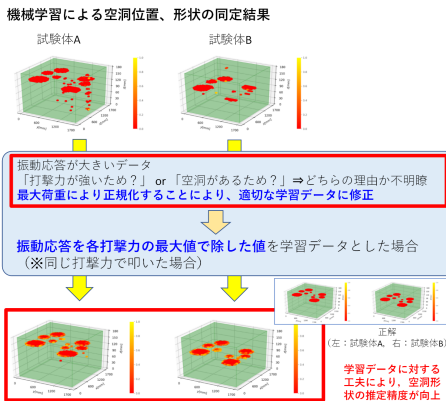 機械学習による空洞位置、形状の同定結果
試験体A
試験体B
振動応答が大きいデータ
「打撃力が強いため？」 or 「空洞があるため？」⇒どちらの理由か不明瞭
最大荷重により正規化することにより、適切な学習データに修正
振動応答を各打撃力の最大値で除した値を学習データとした場合
（※同じ打撃力で叩いた場合）
正解
（左：試験体A, 右：試験体B）
学習データに対する
工夫により、空洞形
状の推定精度が向上